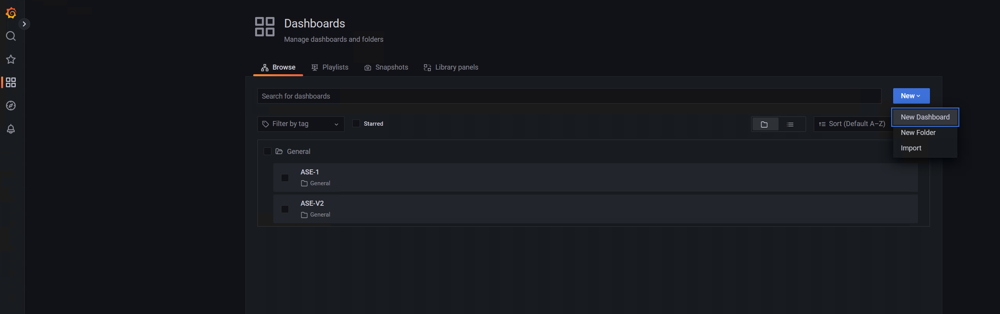 Dashboards
Manage dashboards and folders
Browse
Playlists
Snapshots
Library panels
Search for dashboards
New
New Dashboard
New Folder
Import
Filter by tag
Starred
Sort (Default A–Z)
General
ASE-1
General
ASE-V2
General